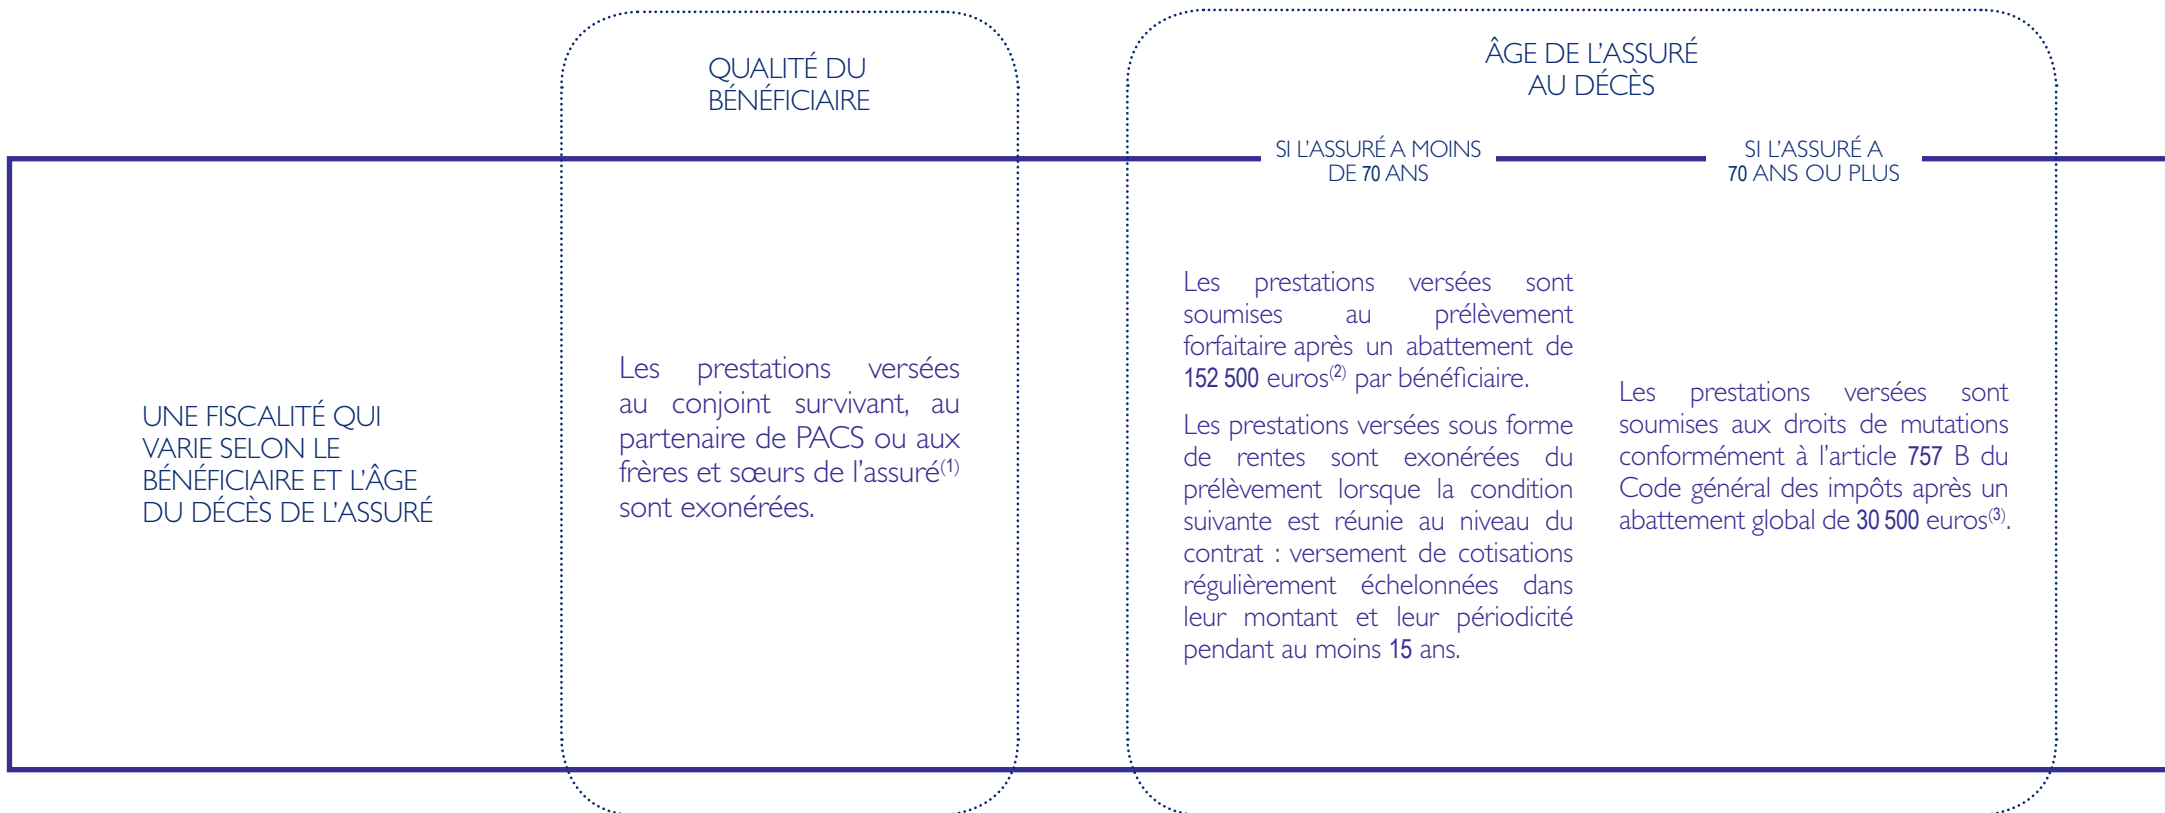 QUALITÉ DU
BÉNÉFICIAIRE
ÂGE DE L'ASSURÉ
AU DÉCÈS
SI L'ASSURÉ A MOINS
DE 70 ANS
SI L'ASSURÉ A
70 ANS OU PLUS
UNE FISCALITÉ QUI
VARIE SELON LE
BÉNÉFICIAIRE ET L'ÂGE
DU DÉCÈS DE L'ASSURÉ
Les prestations versées
au conjoint survivant, au
partenaire de PACS ou aux
frères et sœurs de l'assuré(1)
sont exonérées.
Les prestations versées sont
soumises au prélèvement
forfaitaire après un abattement de
152 500 euros(2) par bénéficiaire.
Les prestations versées sous forme
de rentes sont exonérées du
prélèvement lorsque la condition
suivante est réunie au niveau du
contrat : versement de cotisations
régulièrement échelonnées dans
leur montant et leur périodicité
pendant au moins 15 ans.
Les prestations versées sont
soumises aux droits de mutations
conformément à l'article 757 B du
Code général des impôts après un
abattement global de 30 500 euros(3).